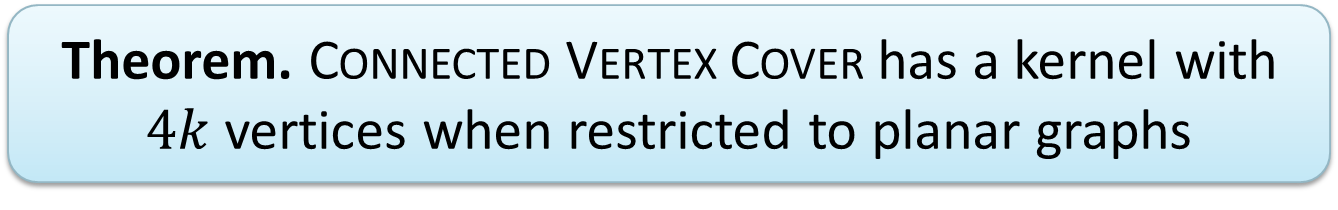 Theorem. CONNECTED VERTEX COVER has a kernel with
4k vertices when restricted to planar graphs